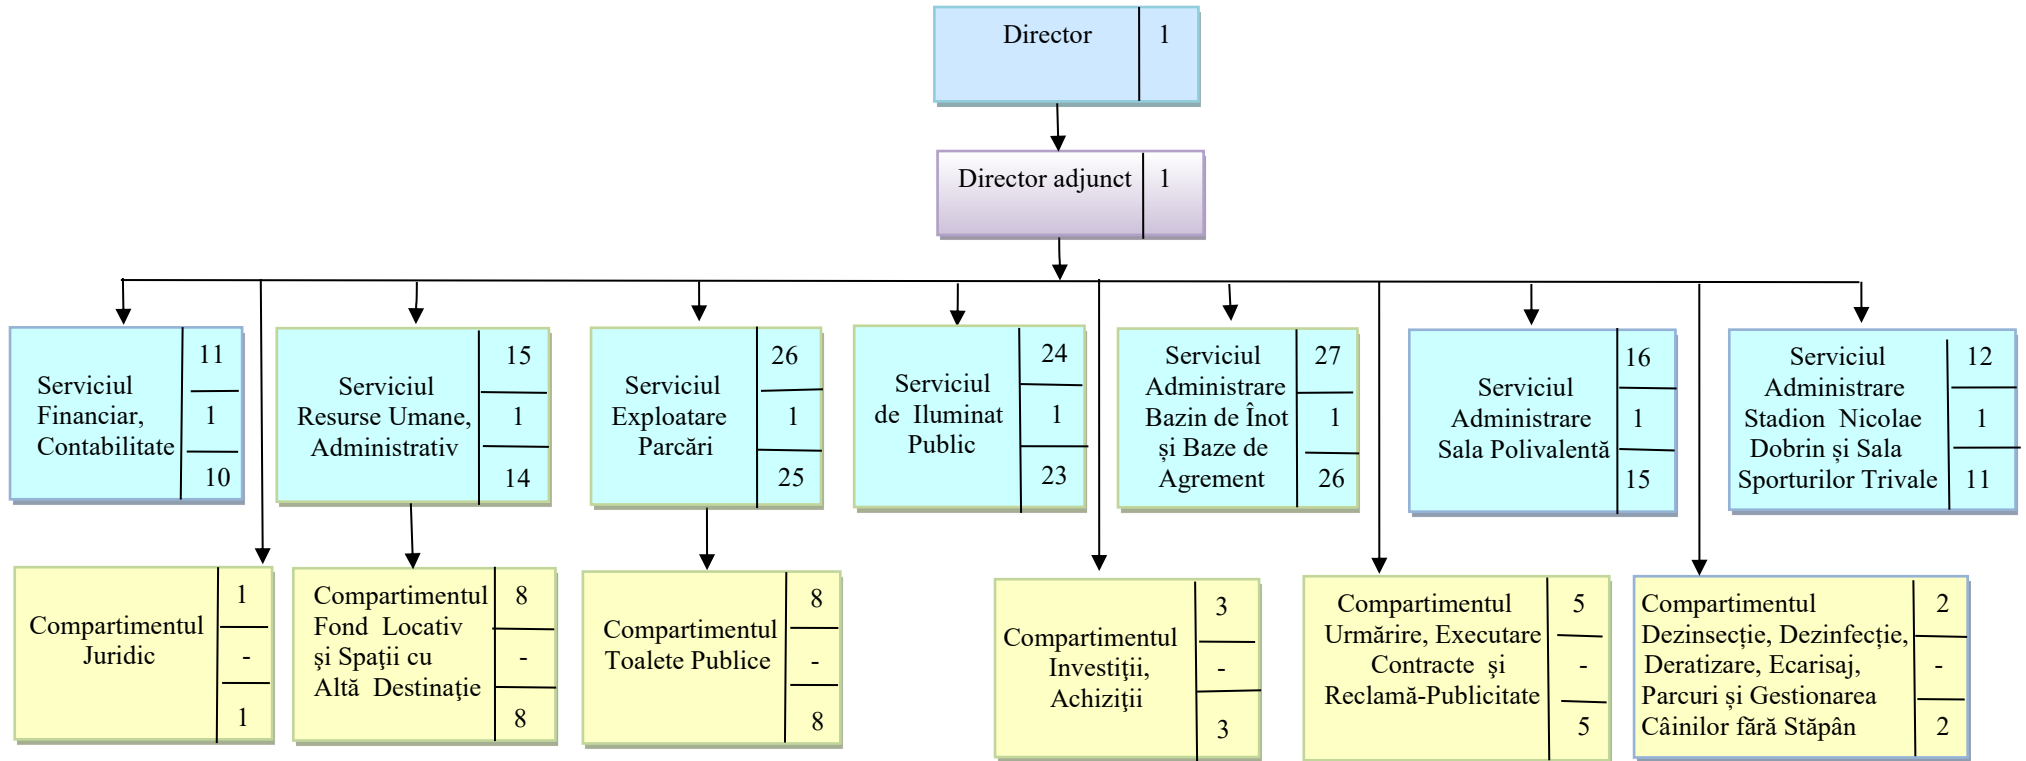 Director
1
Director adjunct
1
Serviciul
Financiar,
Contabilitate
11
1
10
Serviciul
Resurse Umane,
Administrativ
15
1
14
Serviciul
Exploatare
Parcări
26
1
25
Serviciul
de Iluminat
Public
24
1
23
Serviciul
Administrare
Bazin de Înot
și Baze de
Agrement
27
1
26
Serviciul
Administrare
Sala Polivalentă
16
1
15
Serviciul
Administrare
Stadion Nicolae
Dobrin și Sala
Sporturilor Trivale
12
1
11
Compartimentul
Juridic
1
-
1
Compartimentul
Fond Locativ
şi Spaţii cu
Altă Destinaţie
8
-
8
Compartimentul
Toalete Publice
8
-
8
Compartimentul
Investiţii,
Achiziţii
3
-
3
Compartimentul
Urmărire, Executare
Contracte şi
Reclamă-Publicitate
5
-
5
Compartimentul
Dezinsecție, Dezinfecție,
Deratizare, Ecarisaj,
Parcuri și Gestionarea
Câinilor fără Stăpân
2
-
2